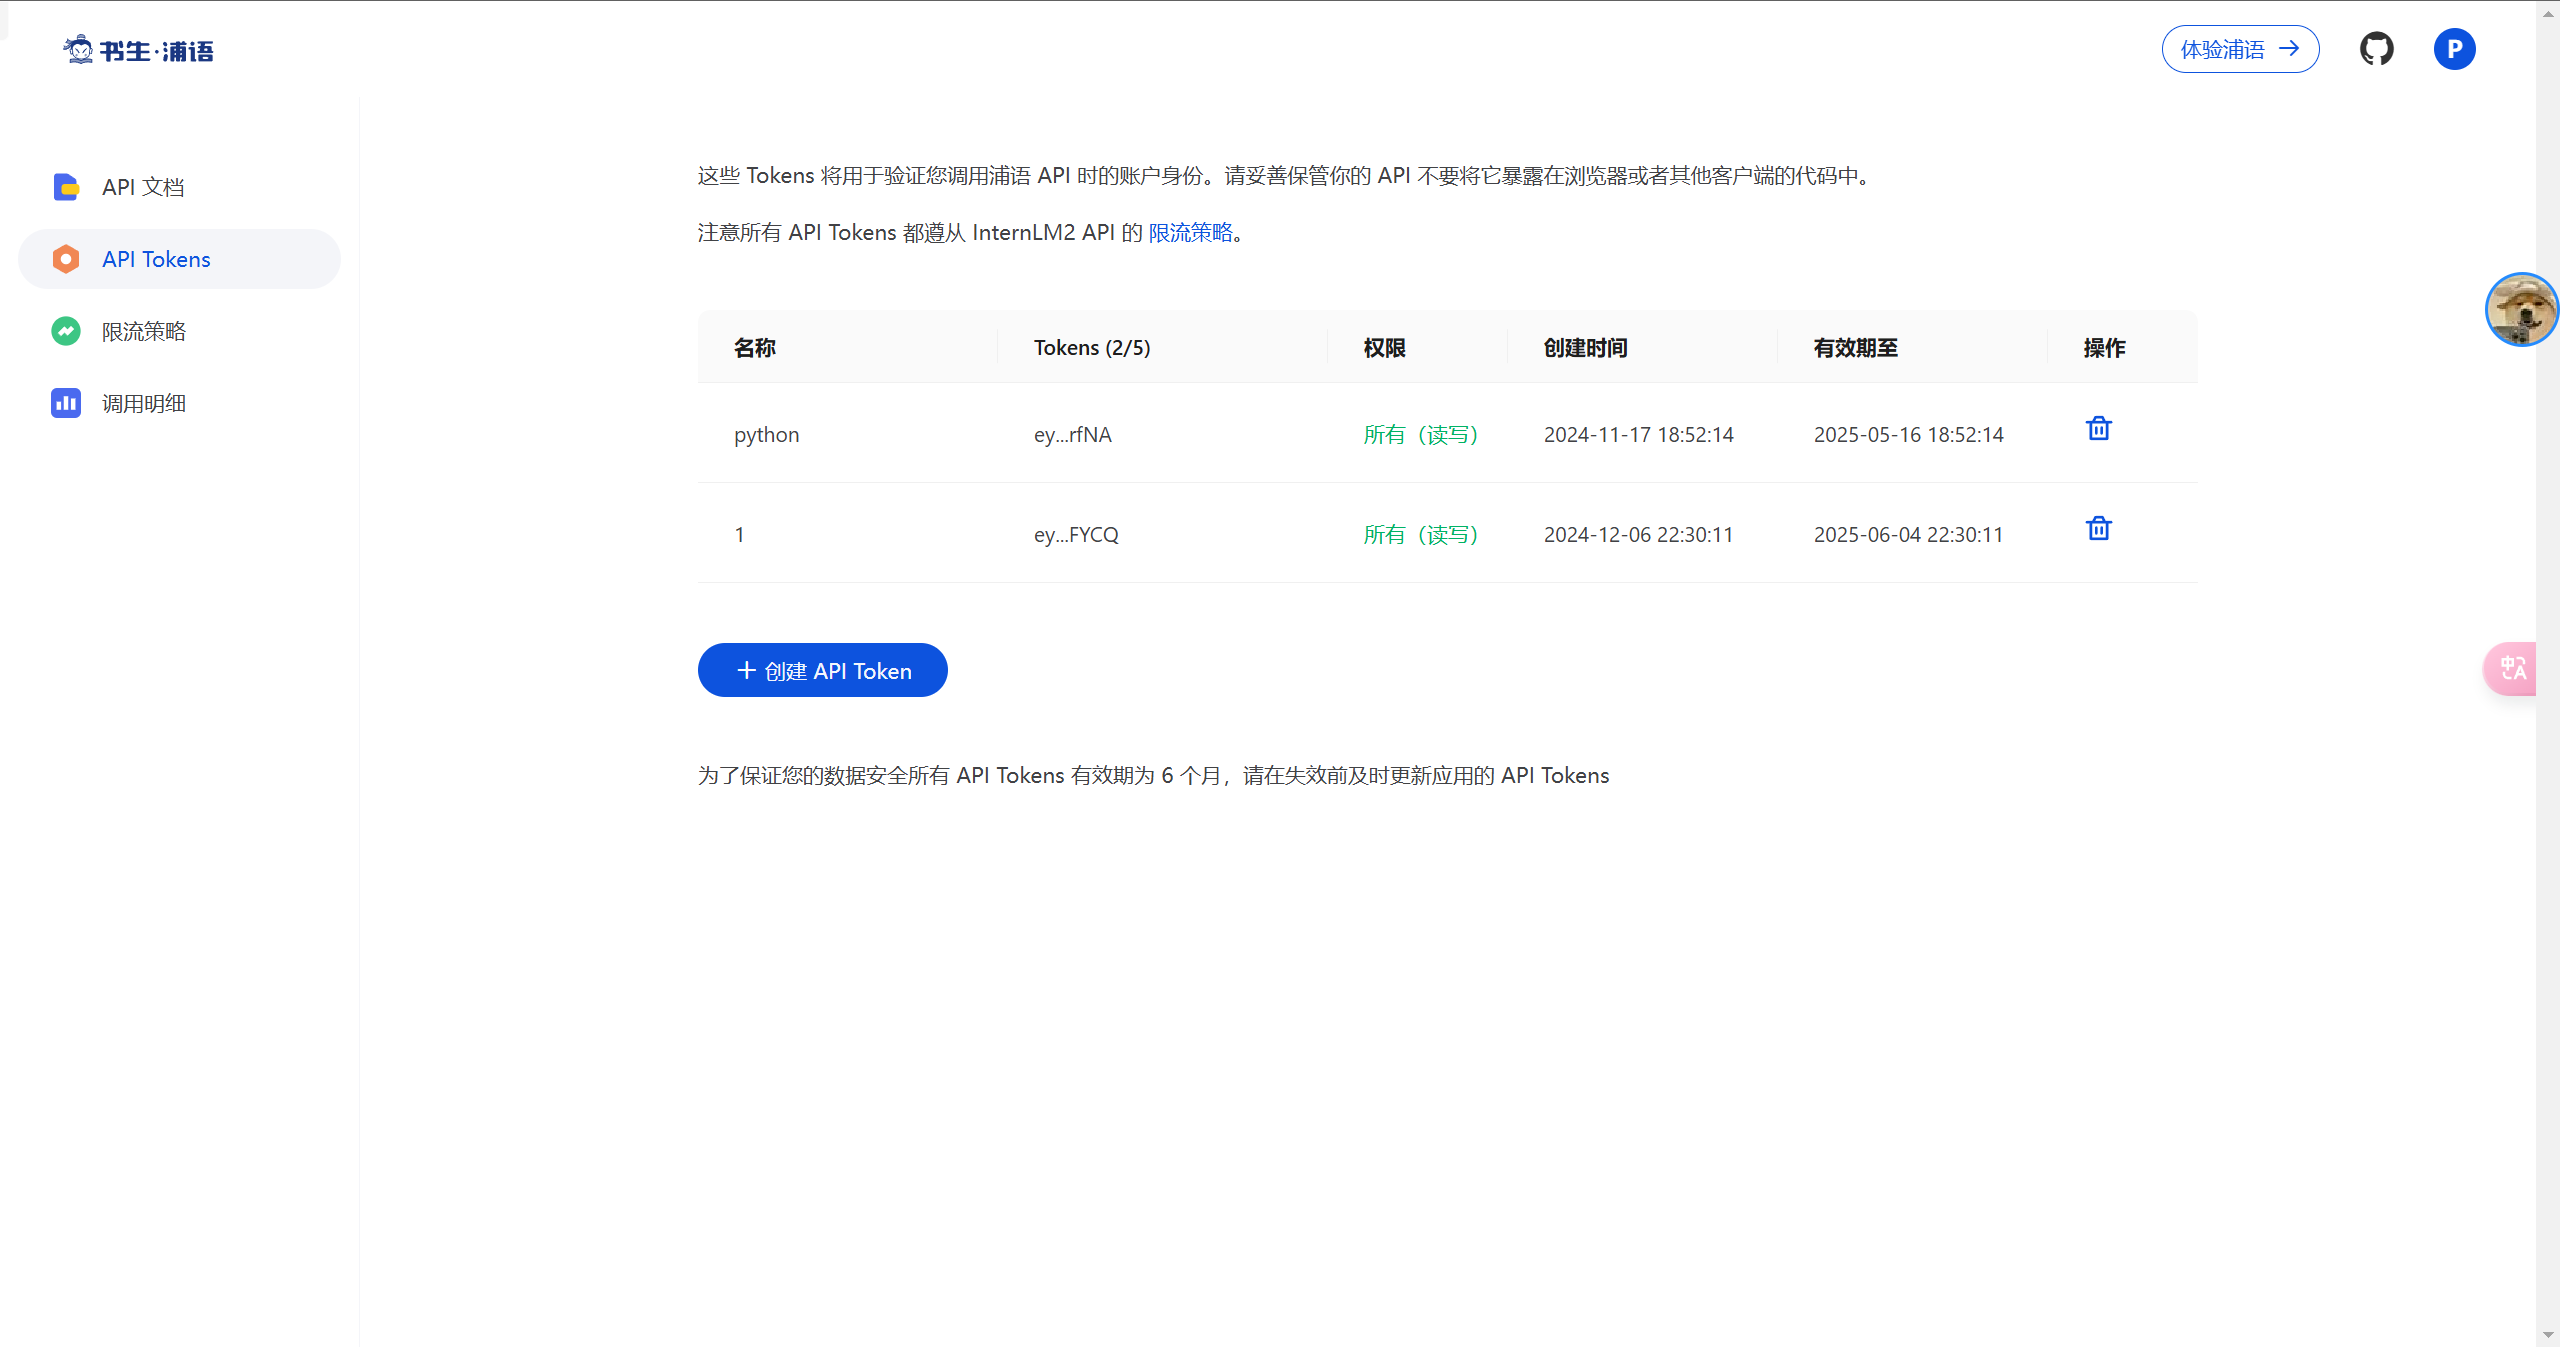 书生·浦语
体验浦语
P
API 文档
API Tokens
限流策略
调用明细
这些 Tokens 将用于验证您调用浦语 API 时的账户身份。请妥善保管你的 API 不要将它暴露在浏览器或者其他客户端的代码中。
注意所有 API Tokens 都遵从 InternLM2 API 的 限流策略。
名称 Tokens (2/5) 权限 创建时间 有效期至 操作
python ey...rfNA 所有（读写） 2024-11-17 18:52:14 2025-05-16 18:52:14
1 ey...FYCQ 所有（读写） 2024-12-06 22:30:11 2025-06-04 22:30:11
中A
+ 创建 API Token
为了保证您的数据安全所有 API Tokens 有效期为 6 个月，请在失效前及时更新应用的 API Tokens